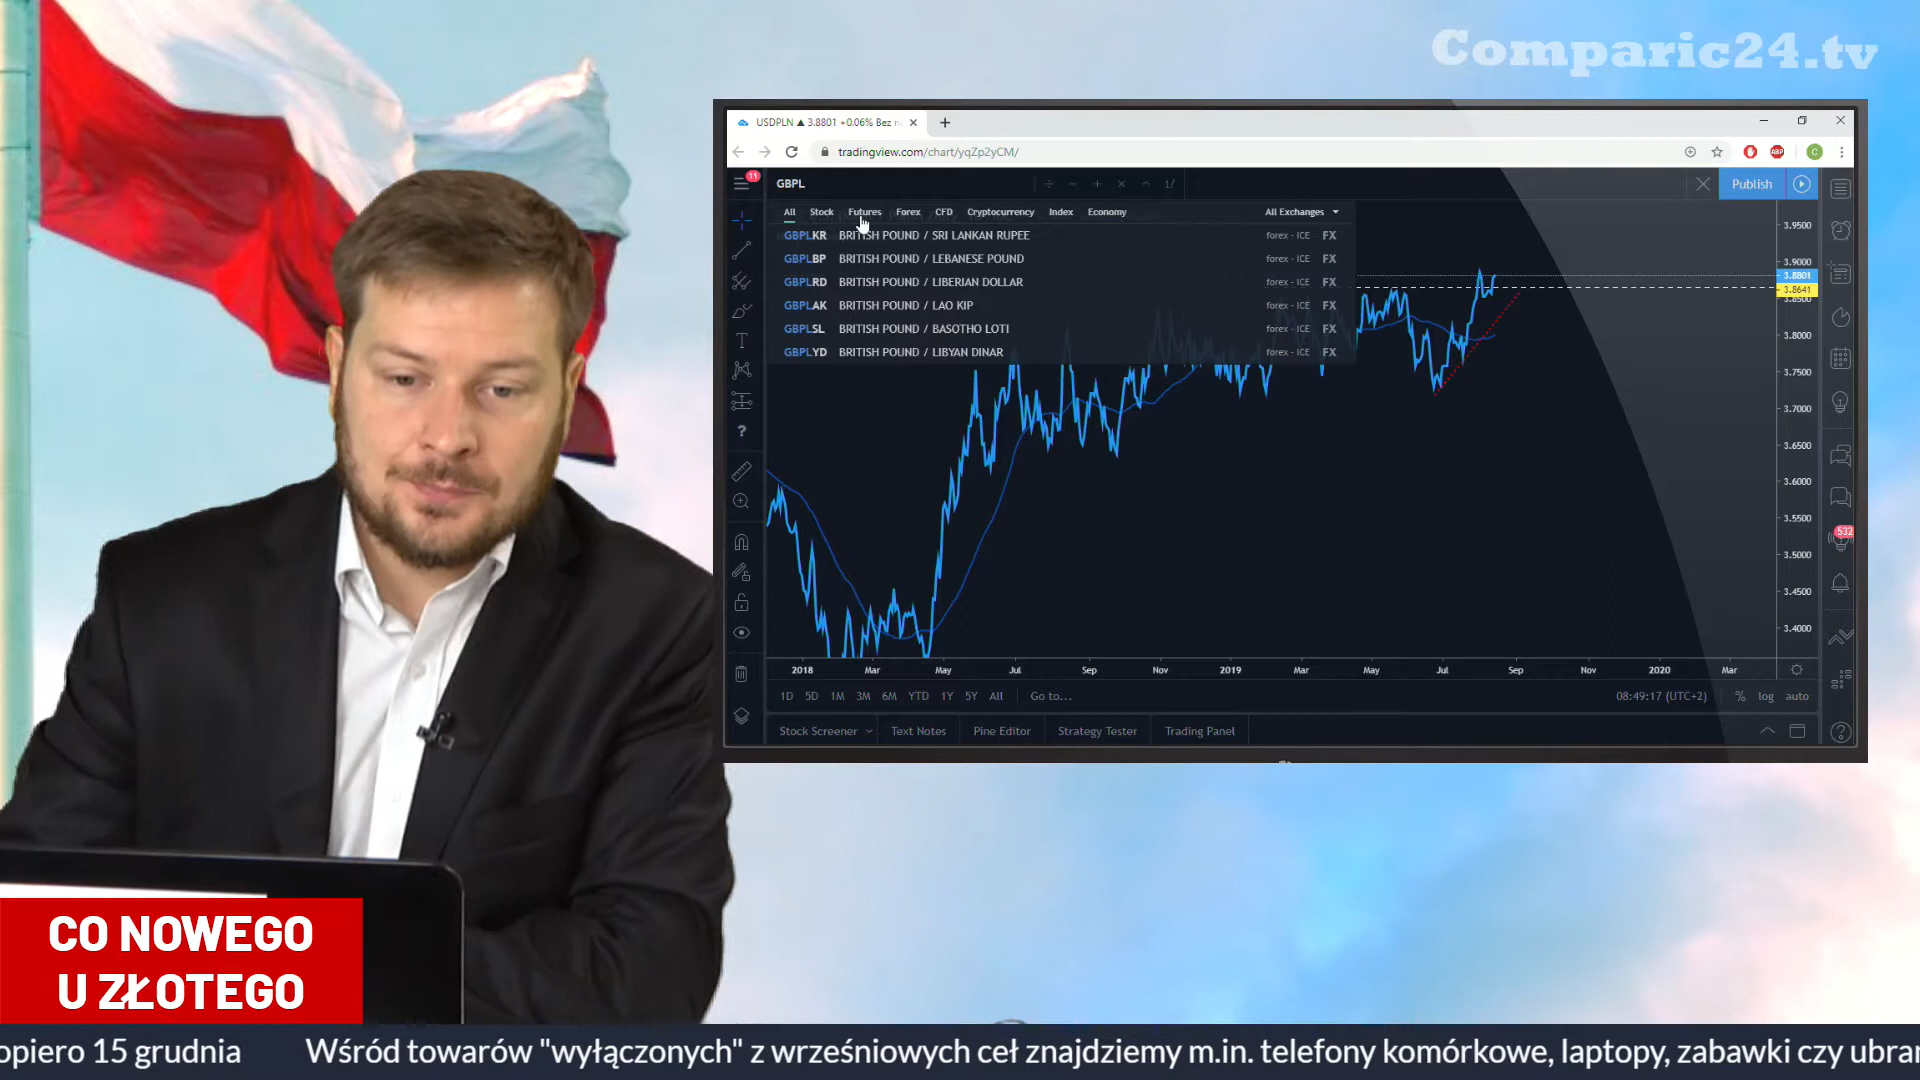 Comparic24.tv
USDPLN ▲ 3.8801 +0.06% Bez n
tradingview.com/chart/yqZp2yCM/
ABP
C
11
GBPL
1/
Publish
All Stock Futures Forex CFD Cryptocurrency Index Economy All Exchanges
GBPLKR BRITISH POUND / SRI LANKAN RUPEE forex - ICE FX
GBPLBP BRITISH POUND / LEBANESE POUND forex - ICE FX
GBPLRD BRITISH POUND / LIBERIAN DOLLAR forex - ICE FX
GBPLAK BRITISH POUND / LAO KIP forex - ICE FX
GBPLSL BRITISH POUND / BASOTHO LOTI forex - ICE FX
GBPLYD BRITISH POUND / LIBYAN DINAR forex - ICE FX
3.9500
3.9000
3.8801
3.8641
3.8500
3.8000
3.7500
3.7000
3.6500
3.6000
3.5500
3.5000
3.4500
3.4000
532
2018 Mar May Jul Sep Nov 2019 Mar May Jul Sep Nov 2020 Mar
1D 5D 1M 3M 6M YTD 1Y 5Y All Go to... 08:49:17 (UTC+2) % log auto
Stock Screener Text Notes Pine Editor Strategy Tester Trading Panel
CO NOWEGO
U ZŁOTEGO
opiero 15 grudnia Wśród towarów "wyłączonych" z wrześniowych ceł znajdziemy m.in. telefony komórkowe, laptopy, zabawki czy ubran